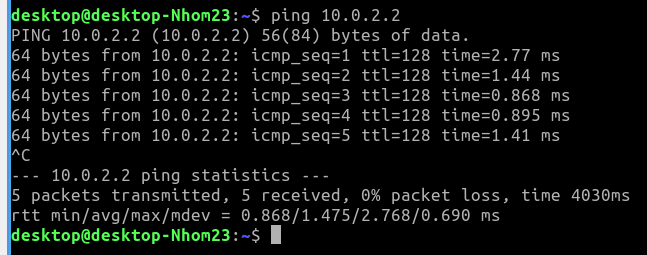 desktop@desktop-Nhom23:~$ ping 10.0.2.2
PING 10.0.2.2 (10.0.2.2) 56(84) bytes of data.
64 bytes from 10.0.2.2: icmp_seq=1 ttl=128 time=2.77 ms
64 bytes from 10.0.2.2: icmp_seq=2 ttl=128 time=1.44 ms
64 bytes from 10.0.2.2: icmp_seq=3 ttl=128 time=0.868 ms
64 bytes from 10.0.2.2: icmp_seq=4 ttl=128 time=0.895 ms
64 bytes from 10.0.2.2: icmp_seq=5 ttl=128 time=1.41 ms
^C
--- 10.0.2.2 ping statistics ---
5 packets transmitted, 5 received, 0% packet loss, time 4030ms
rtt min/avg/max/mdev = 0.868/1.475/2.768/0.690 ms
desktop@desktop-Nhom23:~$